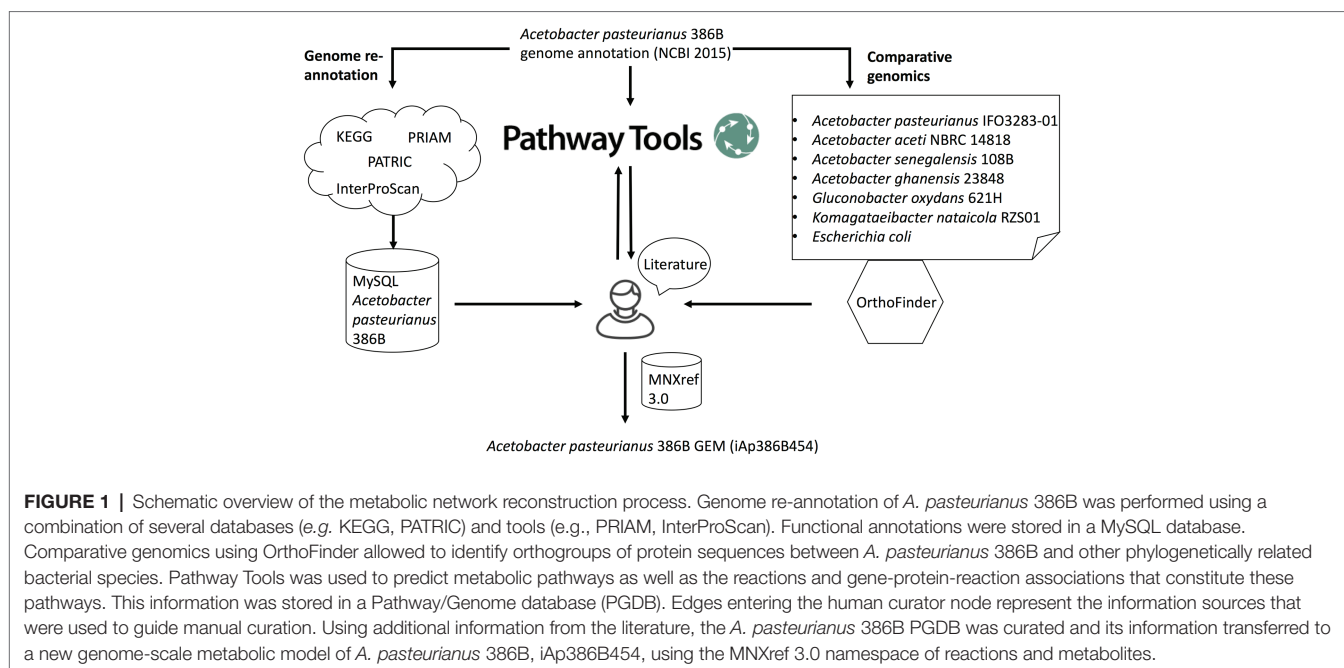 Acetobacter pasteurianus 386B
genome annotation (NCBI 2015)
Genome re-
annotation
Comparative
genomics
KEGG
PRIAM
PATRIC
InterProScan
Pathway Tools
• Acetobacter pasteurianus IFO3283-01
• Acetobacter aceti NBRC 14818
• Acetobacter senegalensis 108B
• Acetobacter ghanensis 23848
• Gluconobacter oxydans 621H
• Komagataeibacter nataicola RZS01
• Escherichia coli
MySQL
Acetobacter
pasteurianus
386B
Literature
OrthoFinder
MNXref
3.0
Acetobacter pasteurianus 386B GEM (iAp386B454)
FIGURE 1 | Schematic overview of the metabolic network reconstruction process. Genome re-annotation of A. pasteurianus 386B was performed using a
combination of several databases (e.g. KEGG, PATRIC) and tools (e.g., PRIAM, InterProScan). Functional annotations were stored in a MySQL database.
Comparative genomics using OrthoFinder allowed to identify orthogroups of protein sequences between A. pasteurianus 386B and other phylogenetically related
bacterial species. Pathway Tools was used to predict metabolic pathways as well as the reactions and gene-protein-reaction associations that constitute these
pathways. This information was stored in a Pathway/Genome database (PGDB). Edges entering the human curator node represent the information sources that
were used to guide manual curation. Using additional information from the literature, the A. pasteurianus 386B PGDB was curated and its information transferred to
a new genome-scale metabolic model of A. pasteurianus 386B, iAp386B454, using the MNXref 3.0 namespace of reactions and metabolites.